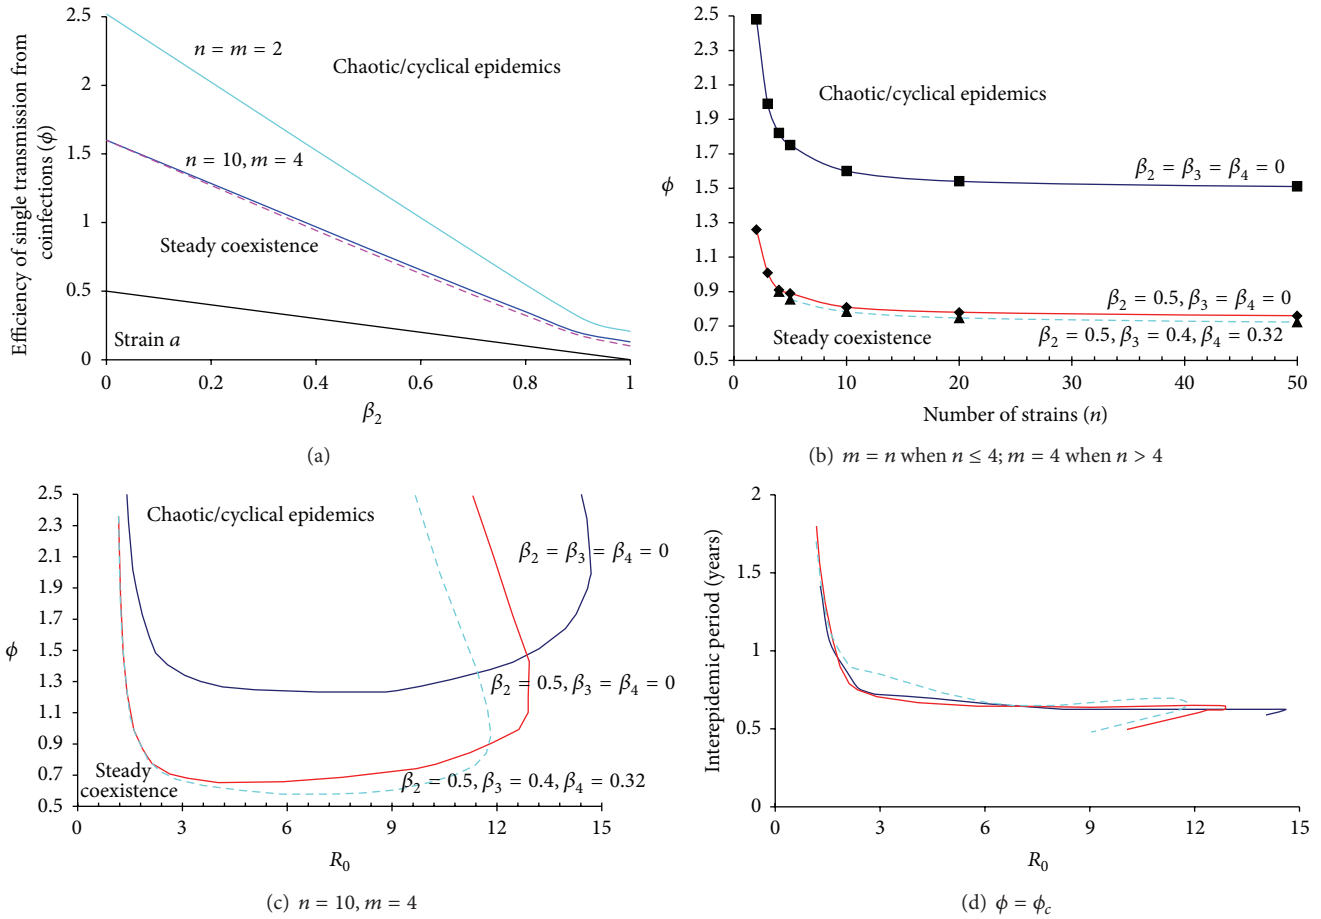 Efficiency of single transmission from
coinfections (ϕ)
2.5
2
1.5
1
0.5
0
n = m = 2
Chaotic/cyclical epidemics
n = 10, m = 4
Steady coexistence
Strain a
0 0.2 0.4 0.6 0.8 1
β₂
(a)
ϕ
2.5
2.3
2.1
1.9
1.7
1.5
1.3
1.1
0.9
0.7
0.5
Chaotic/cyclical epidemics
β₂ = β₃ = β₄ = 0
β₂ = 0.5, β₃ = β₄ = 0
Steady coexistence
β₂ = 0.5, β₃ = 0.4, β₄ = 0.32
0 10 20 30 40 50
Number of strains (n)
(b) m = n when n ≤ 4; m = 4 when n > 4
ϕ
2.5
2.3
2.1
1.9
1.7
1.5
1.3
1.1
0.9
0.7
0.5
Chaotic/cyclical epidemics
β₂ = β₃ = β₄ = 0
β₂ = 0.5, β₃ = β₄ = 0
Steady
coexistence
β₂ = 0.5, β₃ = 0.4, β₄ = 0.32
0 3 6 9 12 15
R₀
(c) n = 10, m = 4
Interepidemic period (years)
2
1.5
1
0.5
0
0 3 6 9 12 15
R₀
(d) ϕ = ϕc